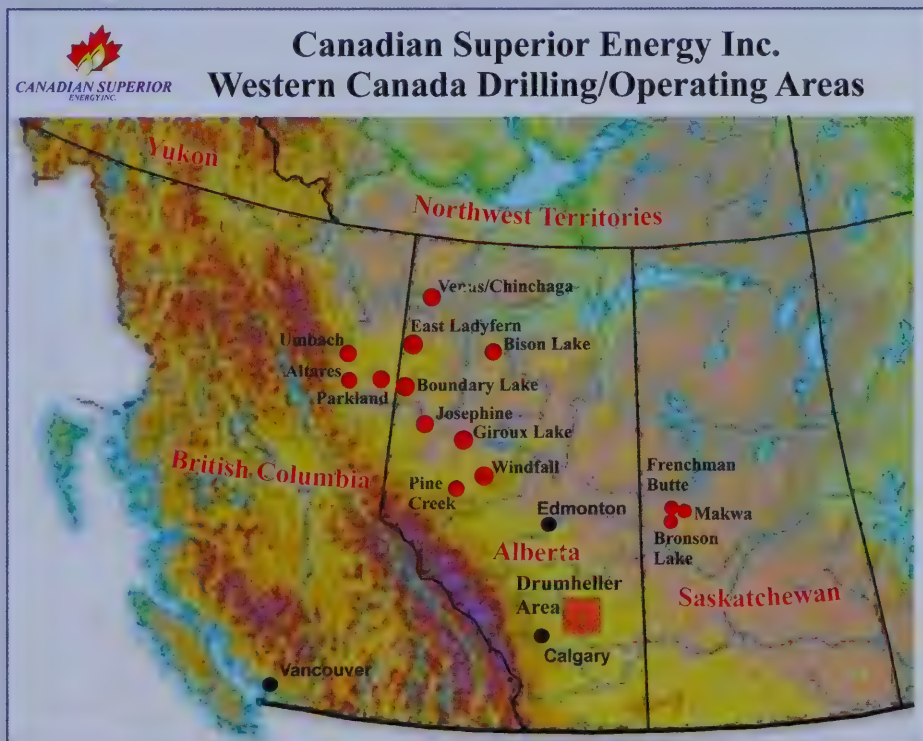 Canadian Superior Energy Inc.
Western Canada Drilling/Operating Areas
CANADIAN SUPERIOR
ENERGY INC.
Yukon
Northwest Territories
Venus/Chinchaga
East Ladyfern
Umbach
Bison Lake
Altares
Boundary Lake
Parkland
Josephine
Giroux Lake
British Columbia
Windfall
Pine
Creek
Frenchman
Butte
Makwa
Bronson
Lake
Edmonton
Alberta
Drumheller
Area
Saskatchewan
Calgary
Vancouver